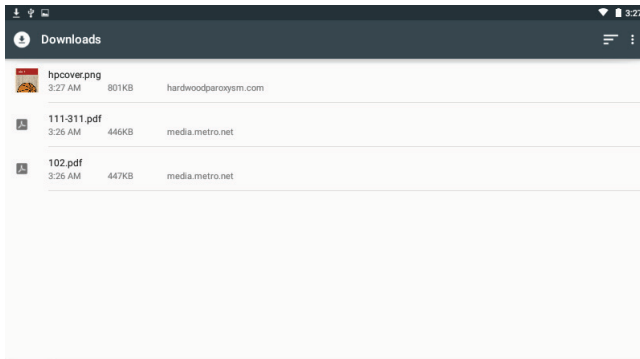 3:27
Downloads
hpcover.png
3:27 AM 801KB hardwoodparoxysm.com
111-311.pdf
3:26 AM 446KB media.metro.net
102.pdf
3:26 AM 447KB media.metro.net